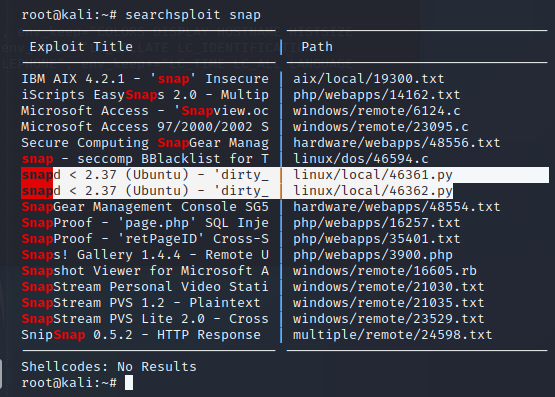 root@kali:~# searchsploit snap
Exploit Title | Path
IBM AIX 4.2.1 - 'snap' Insecure | aix/local/19300.txt
iScripts EasySnaps 2.0 - Multip | php/webapps/14162.txt
Microsoft Access - 'Snapview.oc | windows/remote/6124.c
Microsoft Access 97/2000/2002 S | windows/remote/23095.c
Secure Computing SnapGear Manag | hardware/webapps/48556.txt
snap - seccomp BBlacklist for T | linux/dos/46594.c
snapd < 2.37 (Ubuntu) - 'dirty_ | linux/local/46361.py
snapd < 2.37 (Ubuntu) - 'dirty_ | linux/local/46362.py
SnapGear Management Console SG5 | hardware/webapps/48554.txt
SnapProof - 'page.php' SQL Inje | php/webapps/16257.txt
SnapProof - 'retPageID' Cross-S | php/webapps/35401.txt
Snaps! Gallery 1.4.4 - Remote U | php/webapps/3900.php
Snapshot Viewer for Microsoft A | windows/remote/16605.rb
SnapStream Personal Video Stati | windows/remote/21030.txt
SnapStream PVS 1.2 - Plaintext | windows/remote/21035.txt
SnapStream PVS Lite 2.0 - Cross | windows/remote/23529.txt
SnipSnap 0.5.2 - HTTP Response | multiple/remote/24598.txt
Shellcodes: No Results
root@kali:~#